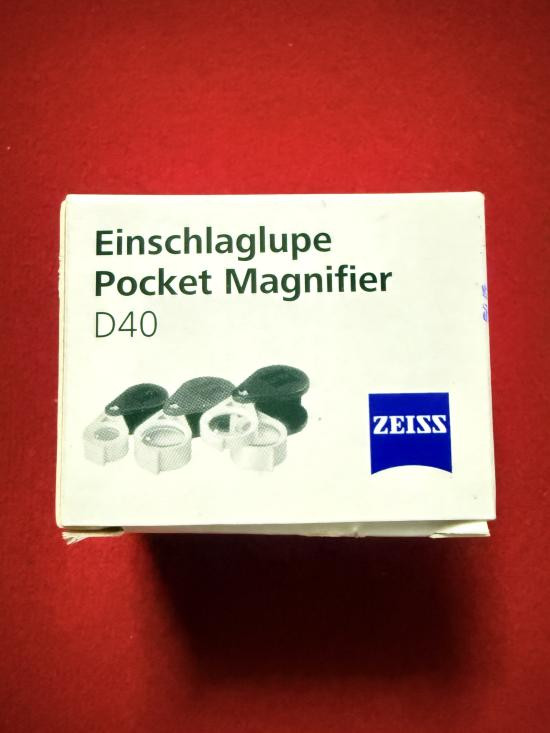 Einschlaglupe
Pocket Magnifier
D40
ZEISS